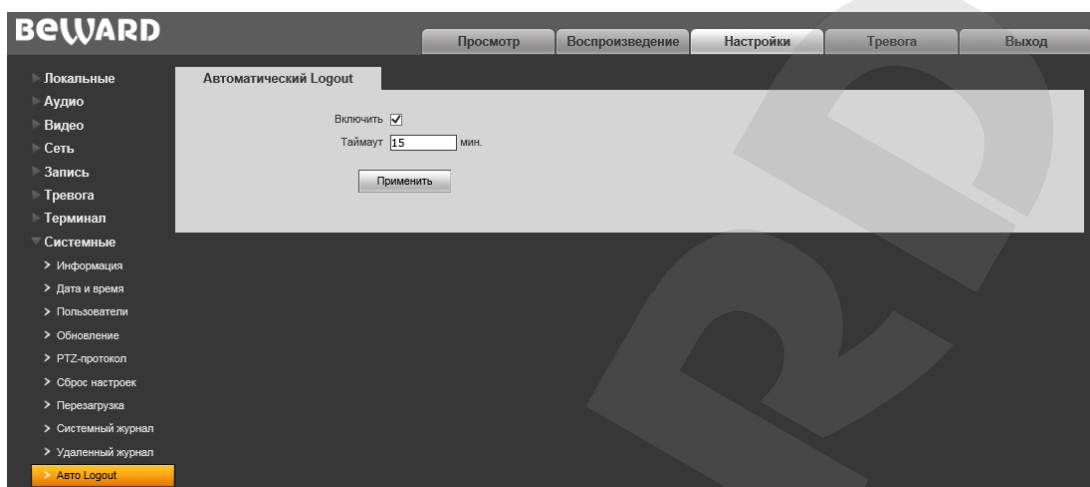 BEWARD
Просмотр Воспроизведение Настройки Тревога Выход
Локальные
Аудио
Видео
Сеть
Запись
Тревога
Терминал
Системные
Информация
Дата и время
Пользователи
Обновление
PTZ-протокол
Сброс настроек
Перезагрузка
Системный журнал
Удаленный журнал
Авто Logout
Автоматический Logout
Включить
Таймаут 15 мин.
Применить
RD